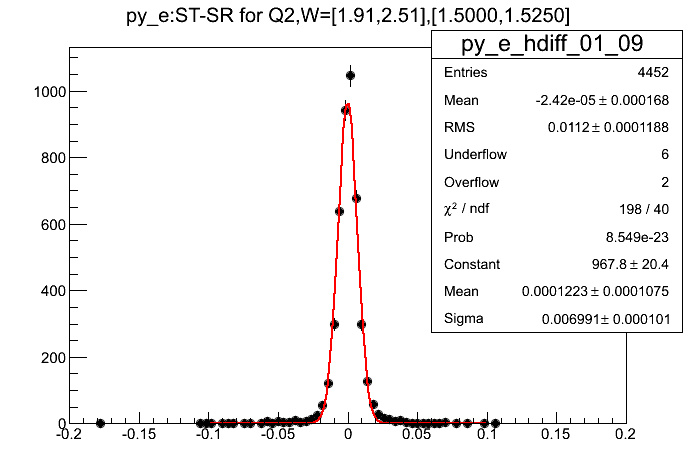 py_e:ST-SR for Q2,W=[1.91,2.51],[1.5000,1.5250]
py_e_hdiff_01_09
Entries 4452
Mean -2.42e-05 ± 0.000168
RMS 0.0112 ± 0.0001188
Underflow 6
Overflow 2
χ² / ndf 198 / 40
Prob 8.549e-23
Constant 967.8 ± 20.4
Mean 0.0001223 ± 0.0001075
Sigma 0.006991 ± 0.000101
1000
800
600
400
200
0
-0.2 -0.15 -0.1 -0.05 0 0.05 0.1 0.15 0.2